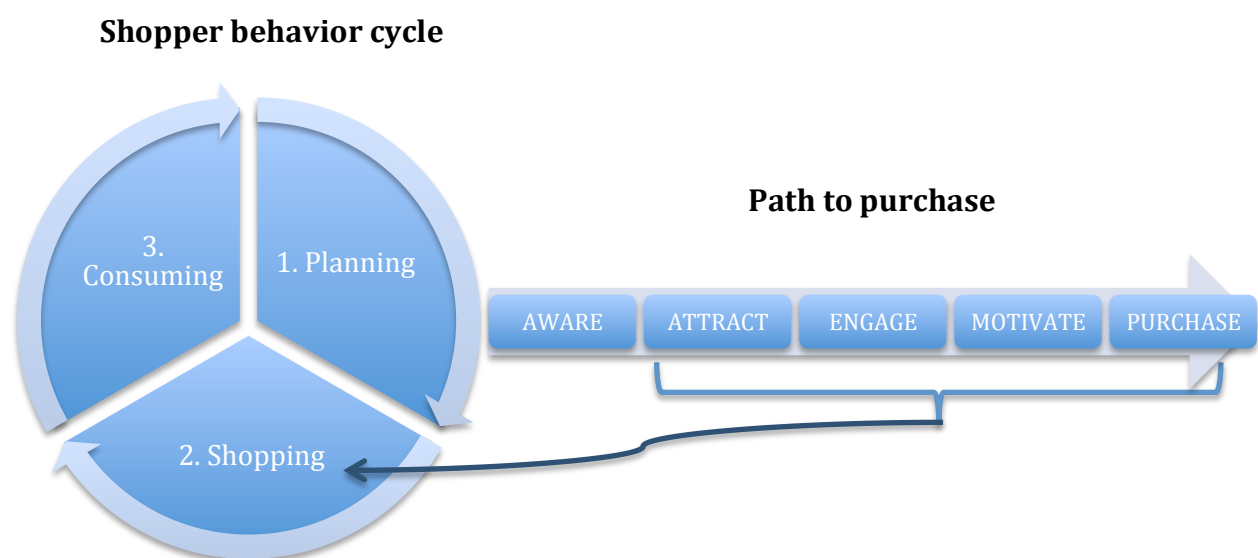 Shopper behavior cycle
3.
Consuming
1. Planning
2. Shopping
Path to purchase
AWARE
ATTRACT
ENGAGE
MOTIVATE
PURCHASE